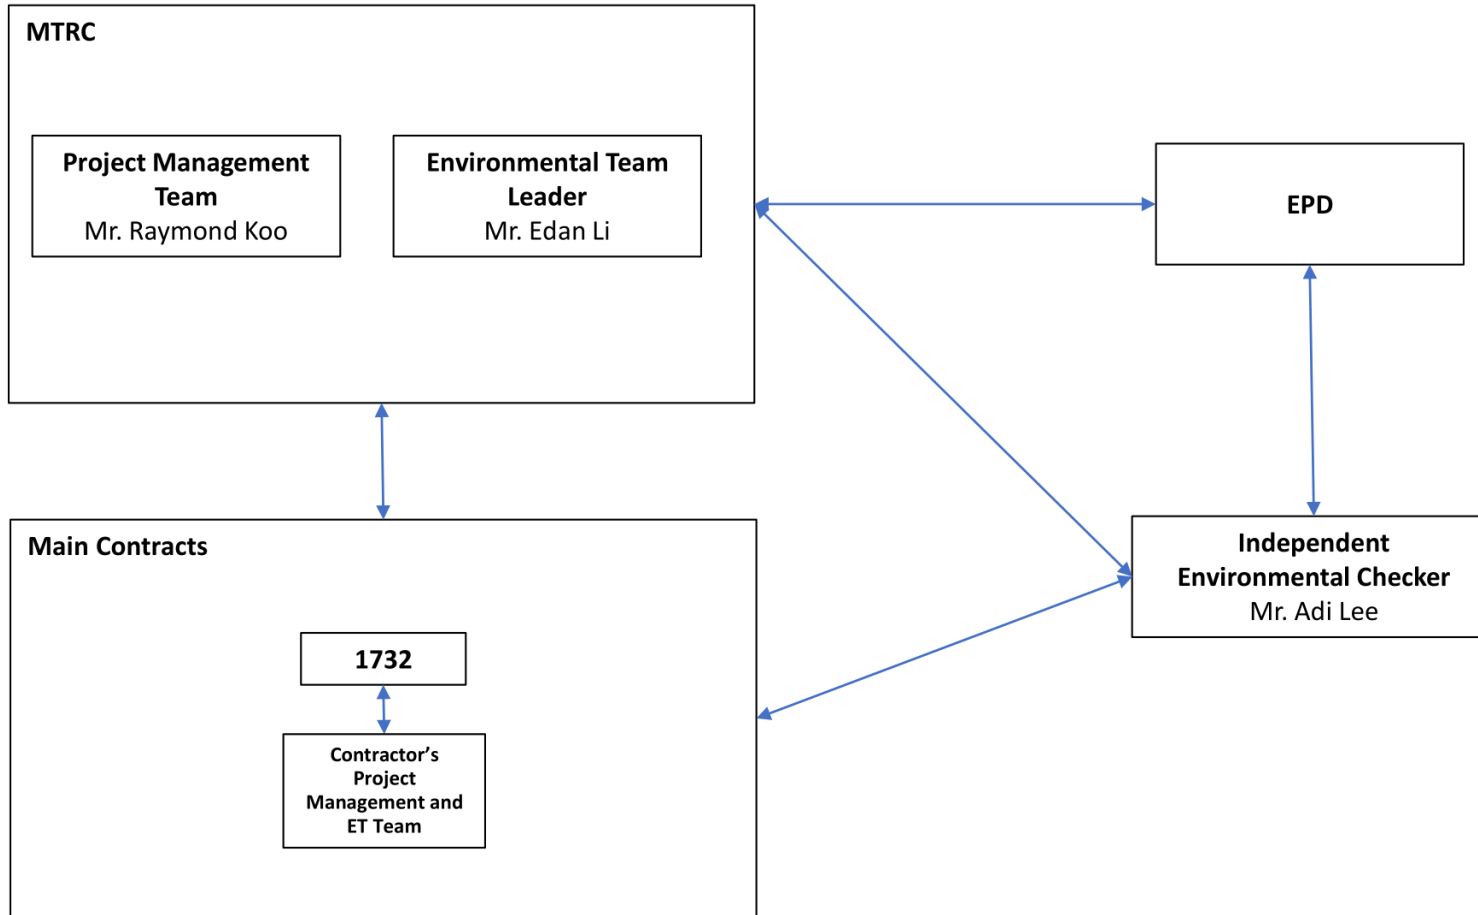 MTRC
Project Management
Team
Mr. Raymond Koo
Environmental Team
Leader
Mr. Edan Li
EPD
Main Contracts
1732
Contractor’s
Project
Management and
ET Team
Independent
Environmental Checker
Mr. Adi Lee